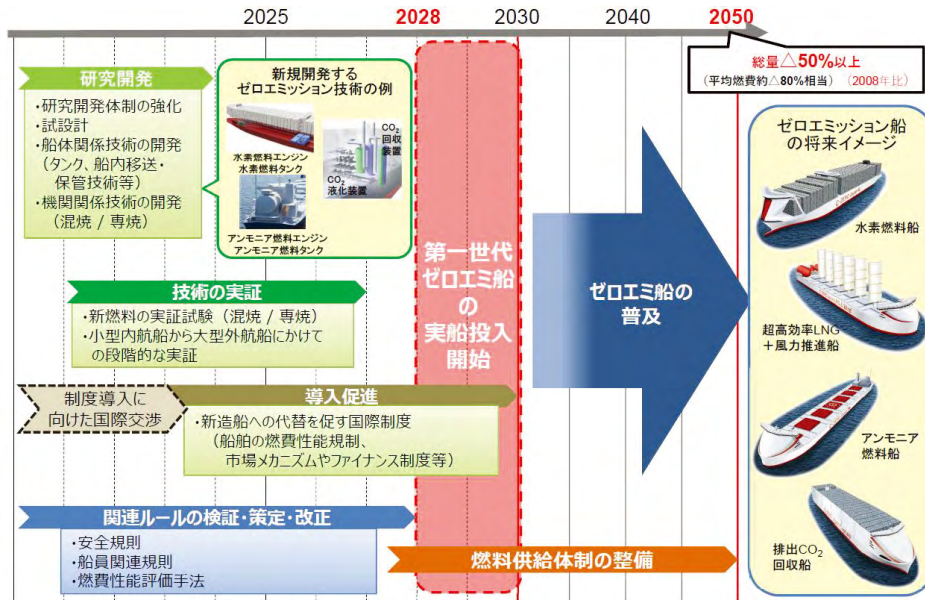 2025
2028
2030
2040
2050
総量△50%以上
(平均燃費約△80%相当) (2008年比)
研究開発
・研究開発体制の強化
・試設計
・船体関係技術の開発
(タンク、船内移送・
保管技術等)
・機関関係技術の開発
(混焼 / 専焼)
新規開発する
ゼロエミッション技術の例
水素燃料エンジン
水素燃料タンク
CO2
回収
装置
CO2
液化装置
アンモニア燃料エンジン
アンモニア燃料タンク
技術の実証
・新燃料の実証試験(混焼 / 専焼)
・小型内航船から大型外航船にかけて
の段階的な実証
制度導入に
向けた国際交渉
導入促進
・新造船への代替を促す国際制度
(船舶の燃費性能規制、
市場メカニズムやファイナンス制度等)
関連ルールの検証・策定・改正
・安全規則
・船員関連規則
・燃費性能評価手法
第一世代
ゼロエミ船
の
実船投入
開始
燃料供給体制の整備
ゼロエミ船の
普及
ゼロエミッション船
の将来イメージ
水素燃料船
超高効率LNG
+風力推進船
アンモニア
燃料船
排出CO2
回収船